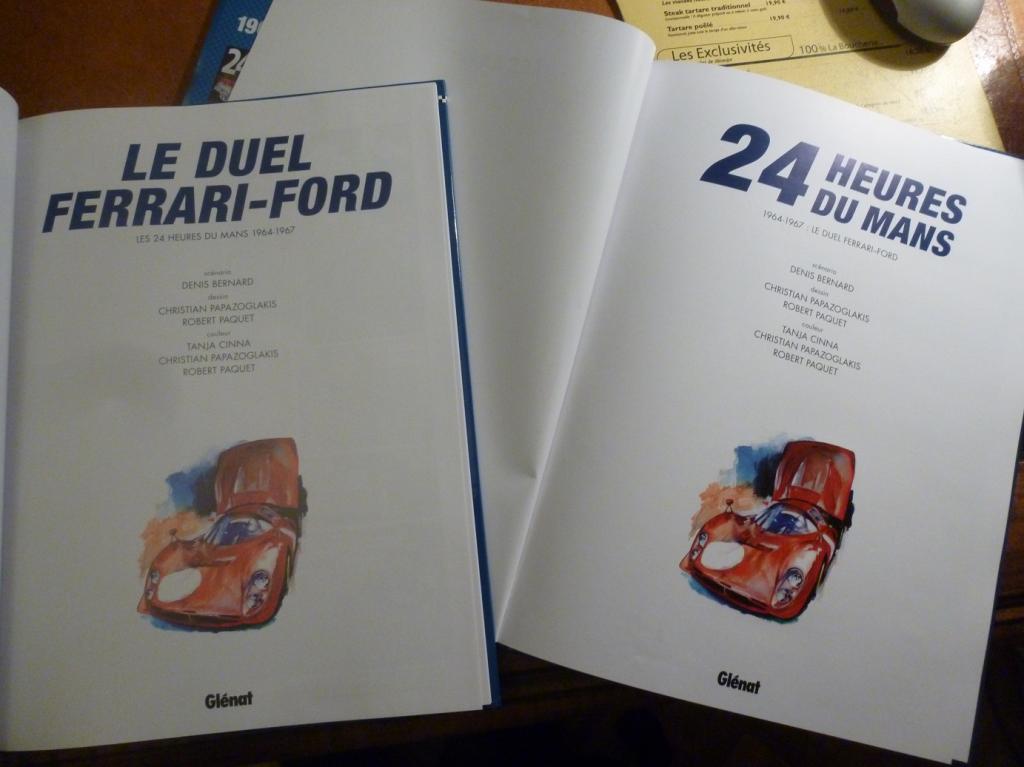 LE DUEL
FERRARI-FORD
LES 24 HEURES DU MANS 1964-1967
scénario
DENIS BERNARD
dessin
CHRISTIAN PAPAZOGLAKIS
ROBERT PAQUET
couleur
TANJA CINNA
CHRISTIAN PAPAZOGLAKIS
ROBERT PAQUET
Glénat
24 HEURES
DU MANS
1964-1967 : LE DUEL FERRARI-FORD
scénario
DENIS BERNARD
dessin
CHRISTIAN PAPAZOGLAKIS
ROBERT PAQUET
couleur
TANJA CINNA
CHRISTIAN PAPAZOGLAKIS
ROBERT PAQUET
Glénat
19
24
Steak tartare traditionnel 19,90 €
Tartare poêlé 19,90 €
Les Exclusivités 100% La Boucherie